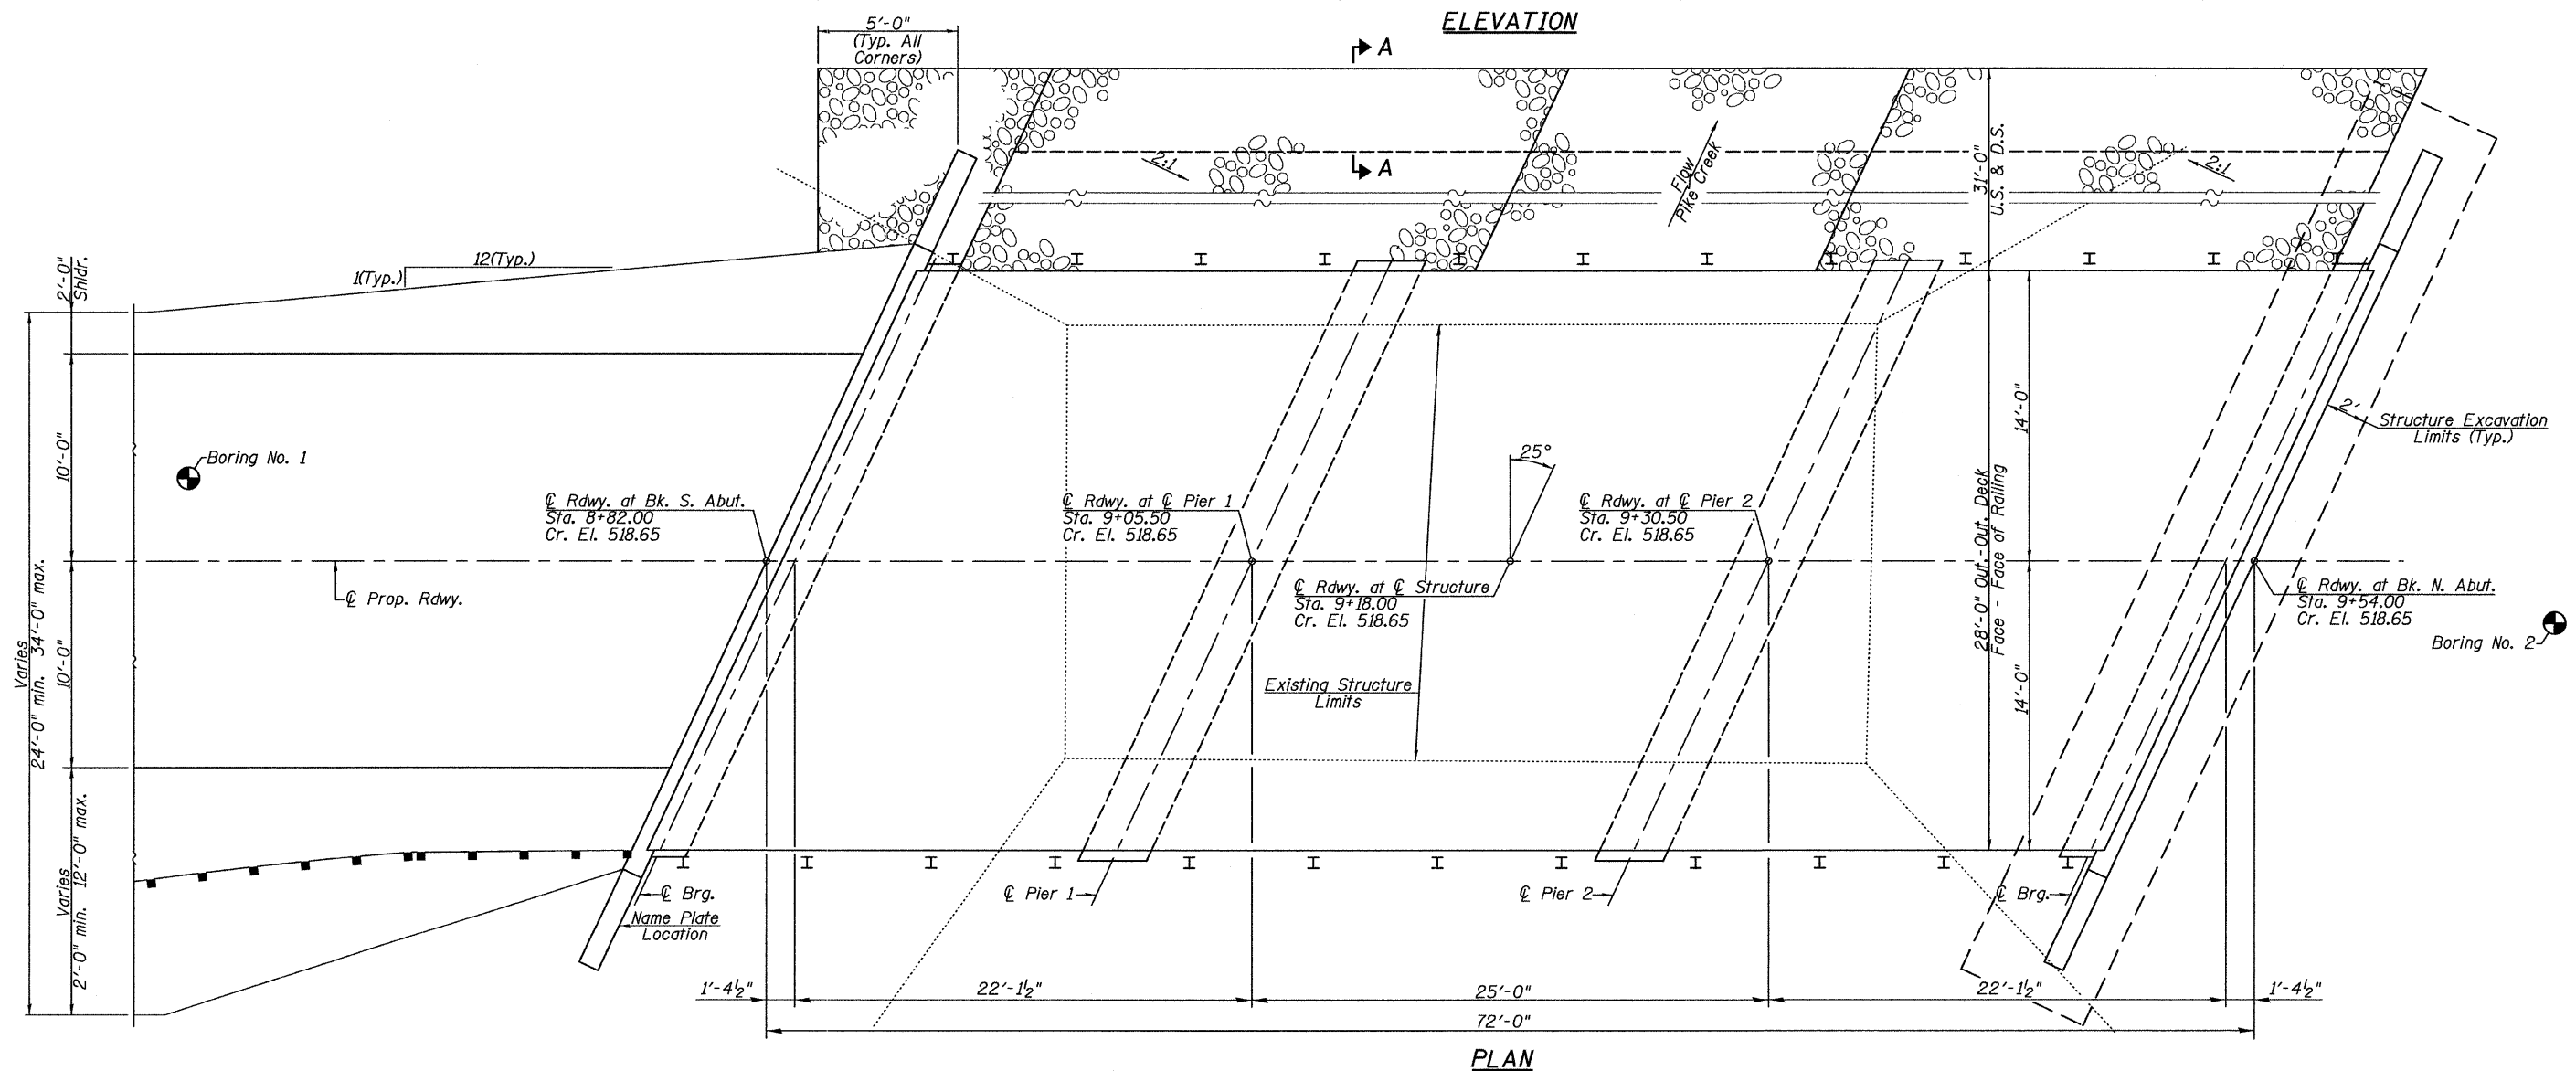 ELEVATION
5'-0"
(Typ. All
Corners)
A
A
2:1
Flow
Pike Creek
31'-0"
U.S. & D.S.
2:1
2'-0"
Shldr.
1(Typ.)
12(Typ.)
10'-0"
Boring No. 1
14'-0"
2'
Structure Excavation
Limits (Typ.)
25°
℄ Rdwy. at Bk. S. Abut.
Sta. 8+82.00
Cr. El. 518.65
℄ Rdwy. at ℄ Pier 1
Sta. 9+05.50
Cr. El. 518.65
℄ Rdwy. at ℄ Pier 2
Sta. 9+30.50
Cr. El. 518.65
28'-0" Out.-Out. Deck
Face - Face of Railing
℄ Prop. Rdwy.
℄ Rdwy. at ℄ Structure
Sta. 9+18.00
Cr. El. 518.65
℄ Rdwy. at Bk. N. Abut.
Sta. 9+54.00
Cr. El. 518.65
Boring No. 2
Varies
24'-0" min. 34'-0" max.
10'-0"
Existing Structure
Limits
14'-0"
Varies
2'-0" min. 12'-0" max.
℄ Brg.
Name Plate
Location
℄ Pier 1
℄ Pier 2
℄ Brg.
1'-4½"
22'-1½"
25'-0"
22'-1½"
1'-4½"
72'-0"
PLAN